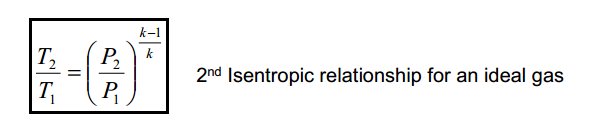 T₂/T₁ = (P₂/P₁)^((k–1)/k)
2ⁿᵈ Isentropic relationship for an ideal gas